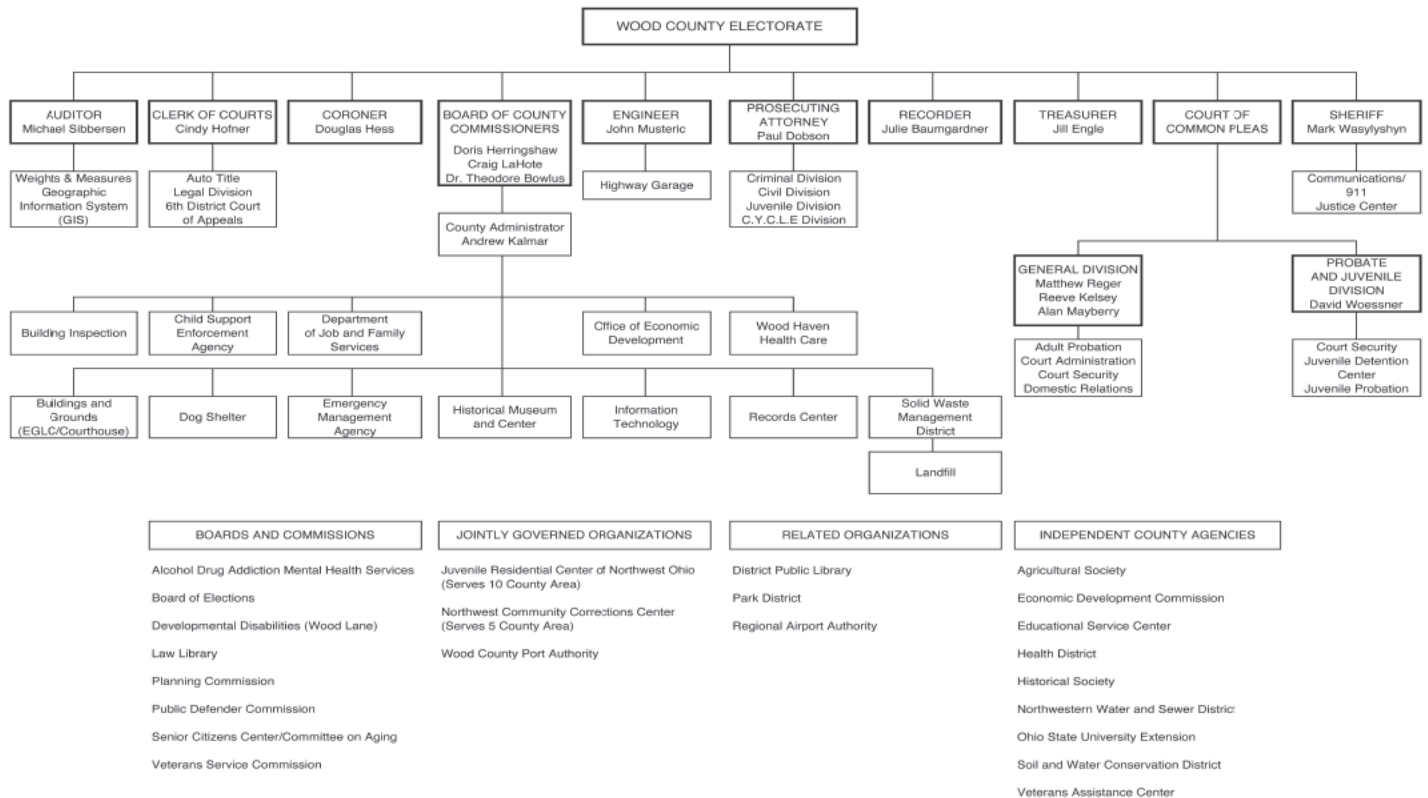 WOOD COUNTY ELECTORATE
AUDITOR
Michael Sibbersen
CLERK OF COURTS
Cindy Hofner
CORONER
Douglas Hess
BOARD OF COUNTY
COMMISSIONERS
Doris Herringshaw
Craig LaHote
Dr. Theodore Bowlus
ENGINEER
John Musteric
PROSECUTING
ATTORNEY
Paul Dobson
RECORDER
Julie Baumgardner
TREASURER
Jill Engle
COURT OF
COMMON PLEAS
SHERIFF
Mark Wasylyshyn
Weights & Measures
Geographic
Information System
(GIS)
Auto Title
Legal Division
6th District Court
of Appeals
Highway Garage
Criminal Division
Civil Division
Juvenile Division
C.Y.C.L.E Division
Communications/
911
Justice Center
County Administrator
Andrew Kalmar
GENERAL DIVISION
Matthew Reger
Reeve Kelsey
Alan Mayberry
PROBATE
AND JUVENILE
DIVISION
David Woessner
Building Inspection
Child Support
Enforcement
Agency
Department
of Job and Family
Services
Office of Economic
Development
Wood Haven
Health Care
Adult Probation
Court Administration
Court Security
Domestic Relations
Court Security
Juvenile Detention
Center
Juvenile Probation
Buildings and
Grounds
(EGLC/Courthouse)
Dog Shelter
Emergency
Management
Agency
Historical Museum
and Center
Information
Technology
Records Center
Solid Waste
Management
District
Landfill
BOARDS AND COMMISSIONS
Alcohol Drug Addiction Mental Health Services
Board of Elections
Developmental Disabilities (Wood Lane)
Law Library
Planning Commission
Public Defender Commission
Senior Citizens Center/Committee on Aging
Veterans Service Commission
JOINTLY GOVERNED ORGANIZATIONS
Juvenile Residential Center of Northwest Ohio
(Serves 10 County Area)
Northwest Community Corrections Center
(Serves 5 County Area)
Wood County Port Authority
RELATED ORGANIZATIONS
District Public Library
Park District
Regional Airport Authority
INDEPENDENT COUNTY AGENCIES
Agricultural Society
Economic Development Commission
Educational Service Center
Health District
Historical Society
Northwestern Water and Sewer District
Ohio State University Extension
Soil and Water Conservation District
Veterans Assistance Center